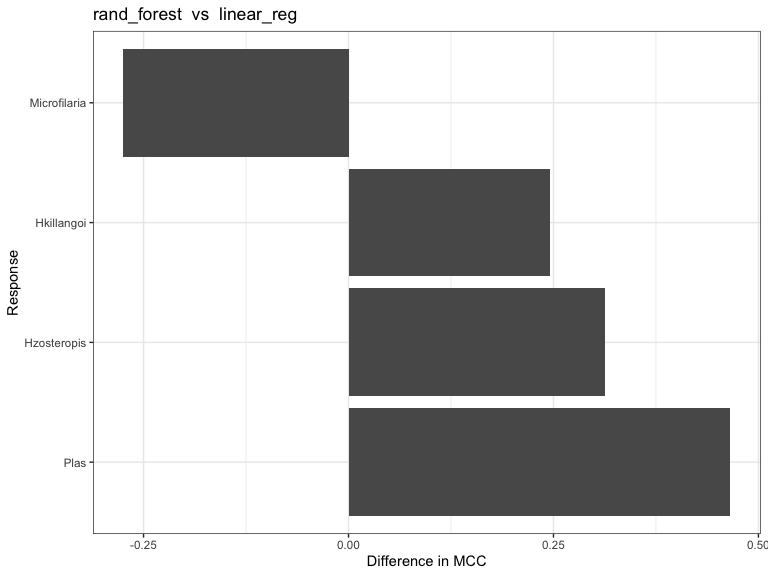 rand_forest  vs  linear_reg
Response
Microfilaria
Hkillangoi
Hzosteropis
Plas
-0.25 0.00 0.25 0.50
Difference in MCC